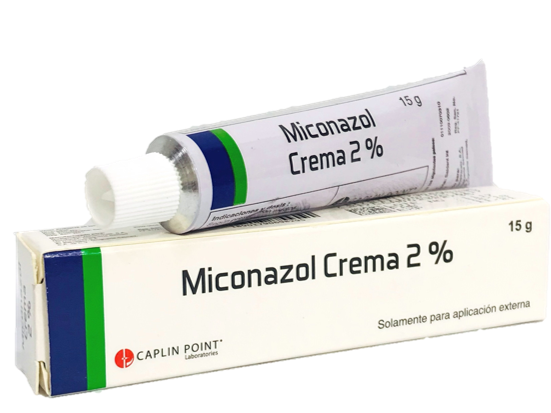 15 g
Miconazol
Crema 2 %
15 g
Miconazol Crema 2 %
Solamente para aplicación externa
CAPLIN POINT
Laboratories